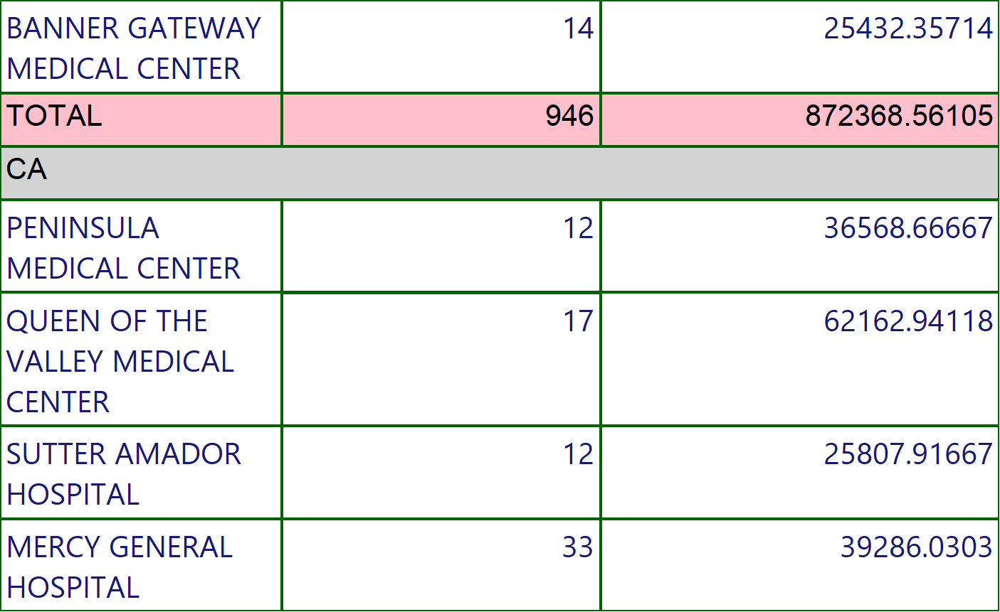 BANNER GATEWAY 14 25432.35714
MEDICAL CENTER
TOTAL 946 872368.56105
CA
PENINSULA 12 36568.66667
MEDICAL CENTER
QUEEN OF THE 17 62162.94118
VALLEY MEDICAL
CENTER
SUTTER AMADOR 12 25807.91667
HOSPITAL
MERCY GENERAL 33 39286.0303
HOSPITAL